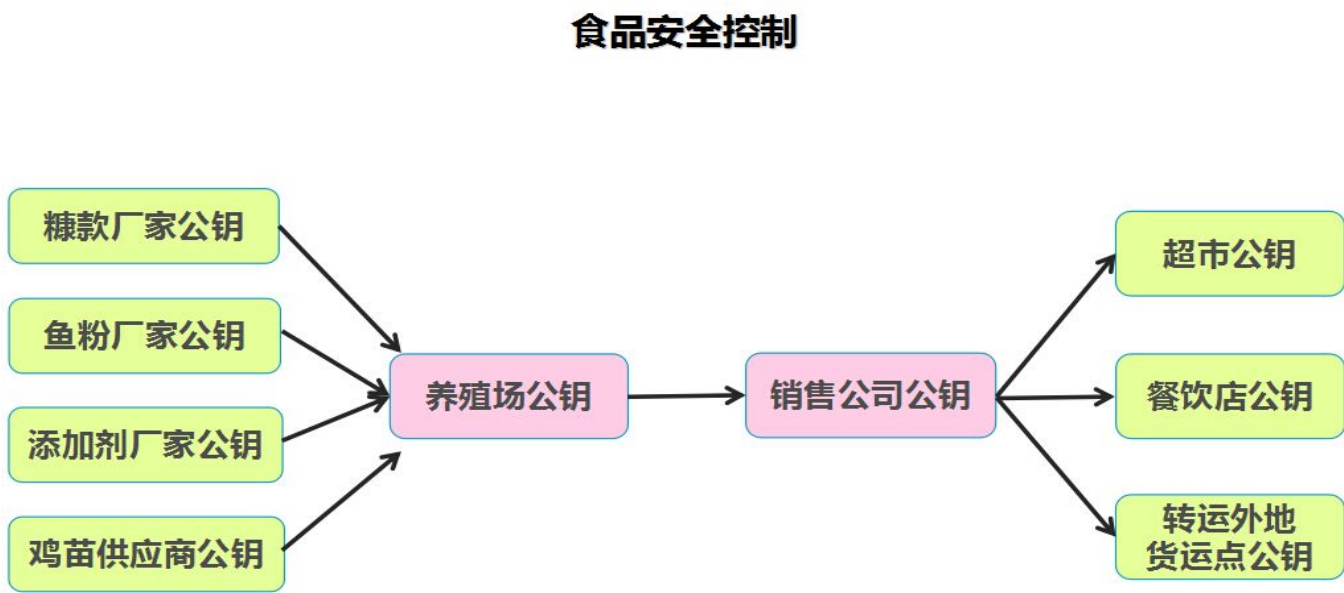 食品安全控制
糠款厂家公钥
鱼粉厂家公钥
添加剂厂家公钥
鸡苗供应商公钥
养殖场公钥
销售公司公钥
超市公钥
餐饮店公钥
转运外地
货运点公钥